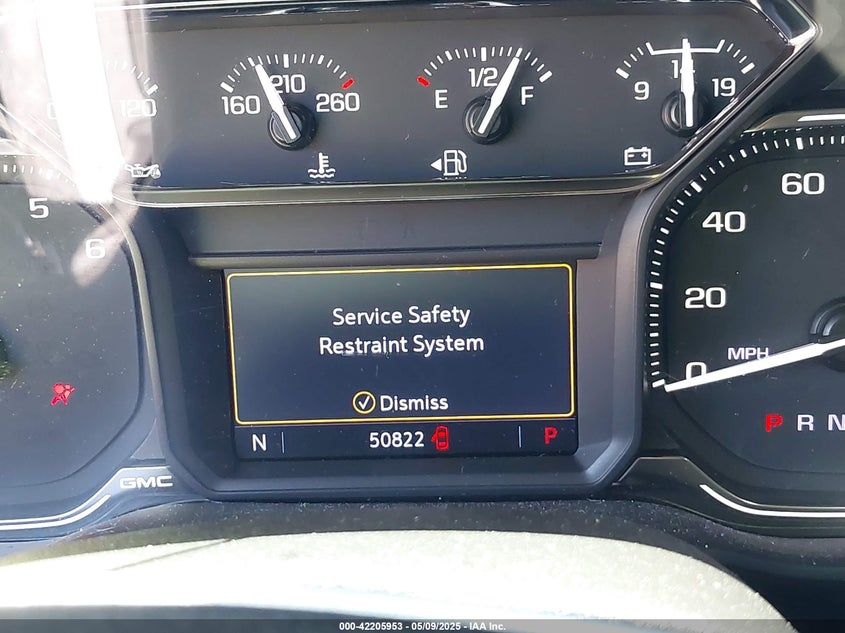 120
160 210 260
E 1/2 F
9 14 19
5
6
60
40
20
0
MPH
Service Safety
Restraint System
Dismiss
N 50822 P
P R N
GMC
000-42205953 - 05/09/2025 - IAA Inc.